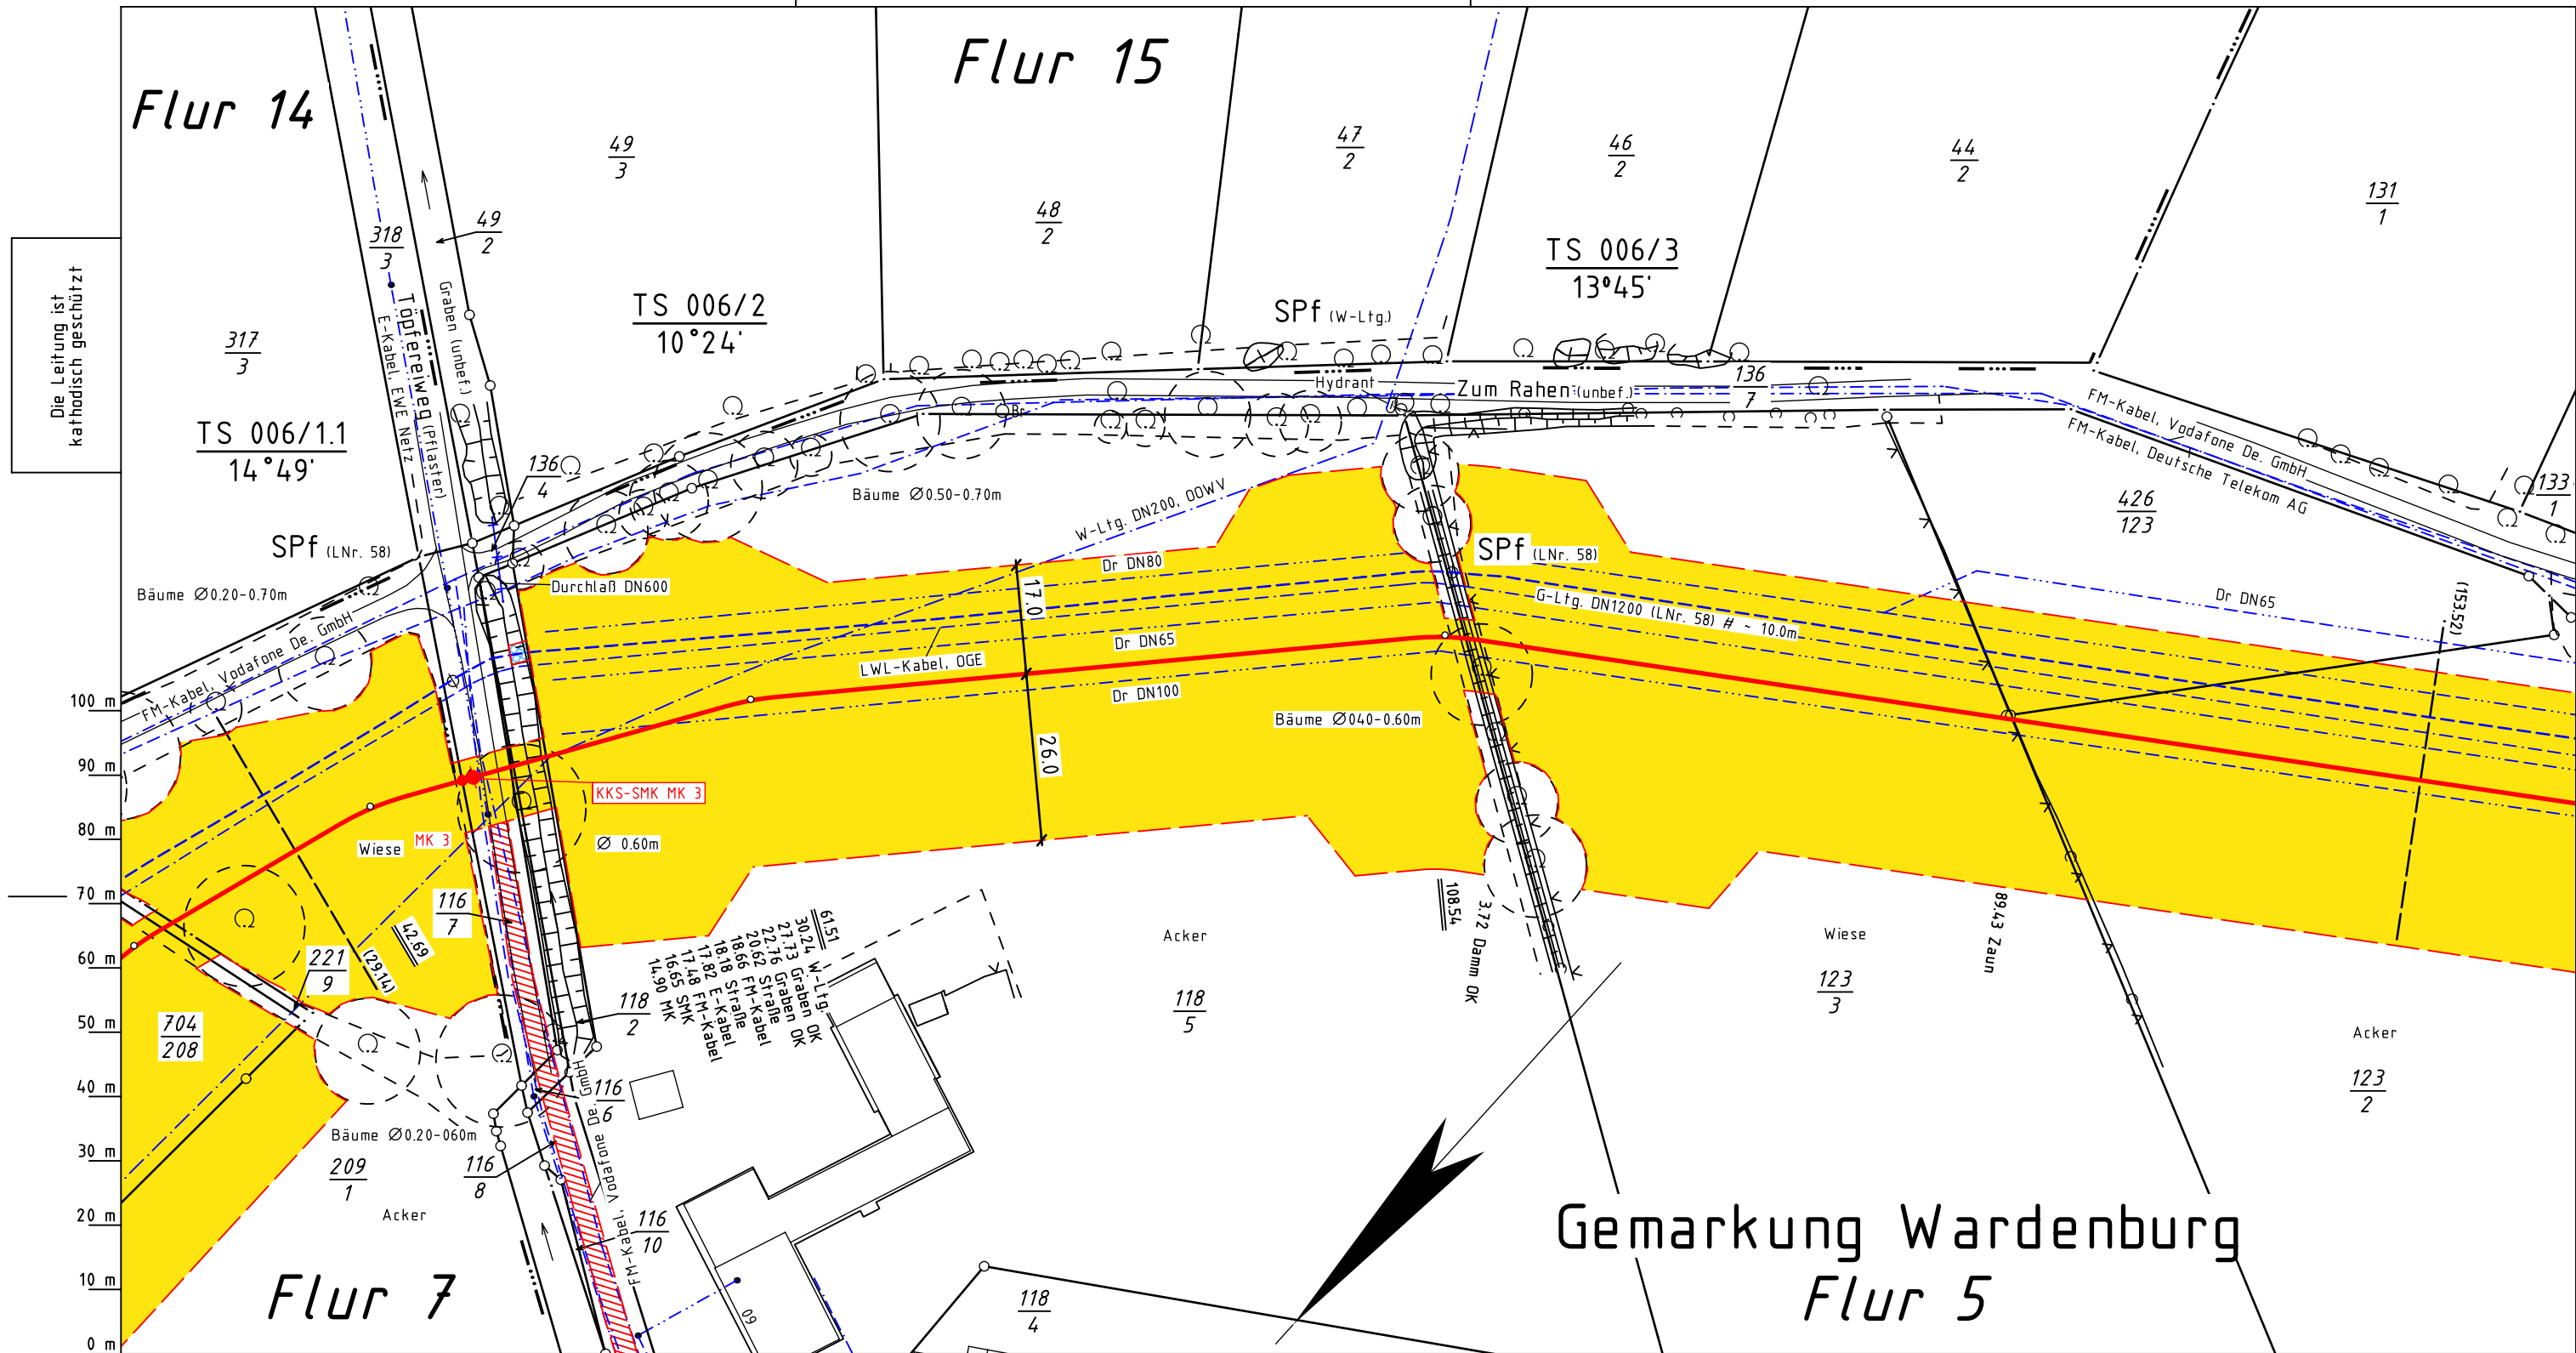 Flur 14
Flur 15
49
3
47
2
46
2
44
2
131
1
48
2
49
2
318
3
317
3
Die Leitung ist
kathodisch geschützt
TS 006/1.1
14°49'
TS 006/2
10°24'
TS 006/3
13°45'
Töpfereiweg (Pflaster)
E-Kabel, EWE Netz
Graben (unbef.)
SPf (W-Ltg.)
Hydrant
Zum Rahen (unbef.)
136
7
Br
136
4
FM-Kabel, Vodafone De. GmbH
FM-Kabel, Deutsche Telekom AG
133
1
426
123
SPf (LNr. 58)
Bäume Ø0.20-0.70m
Bäume Ø0.50-0.70m
W-Ltg. DN200, OOWV
Durchlaß DN600
SPf (LNr. 58)
Dr DN80
17.0
G-Ltg. DN1200 (LNr. 58) # ~ 10.0m
Dr DN65
(153.52)
Dr DN65
LWL-Kabel, OGE
Dr DN100
FM-Kabel, Vodafone De. GmbH
Bäume Ø040-0.60m
26.0
KKS-SMK MK 3
MK 3
Wiese
Ø 0.60m
116
7
42.69
(29.14)
221
9
704
208
118
2
61.51
30.24 W-Ltg.
27.73 Graben OK
22.76 Graben OK
20.62 Straße
18.66 FM-Kabel
18.18 Straße
17.82 E-Kabel
17.48 FM-Kabel
16.65 SMK
14.90 MK
Acker
118
5
108.54
3.72 Damm OK
Wiese
123
3
89.43 Zaun
Acker
123
2
116
6
Bäume Ø0.20-060m
209
1
Acker
116
8
116
10
FM-Kabel, Vodafone De. GmbH
60
118
4
Flur 7
Gemarkung Wardenburg
Flur 5
100 m
90 m
80 m
70 m
60 m
50 m
40 m
30 m
20 m
10 m
0 m